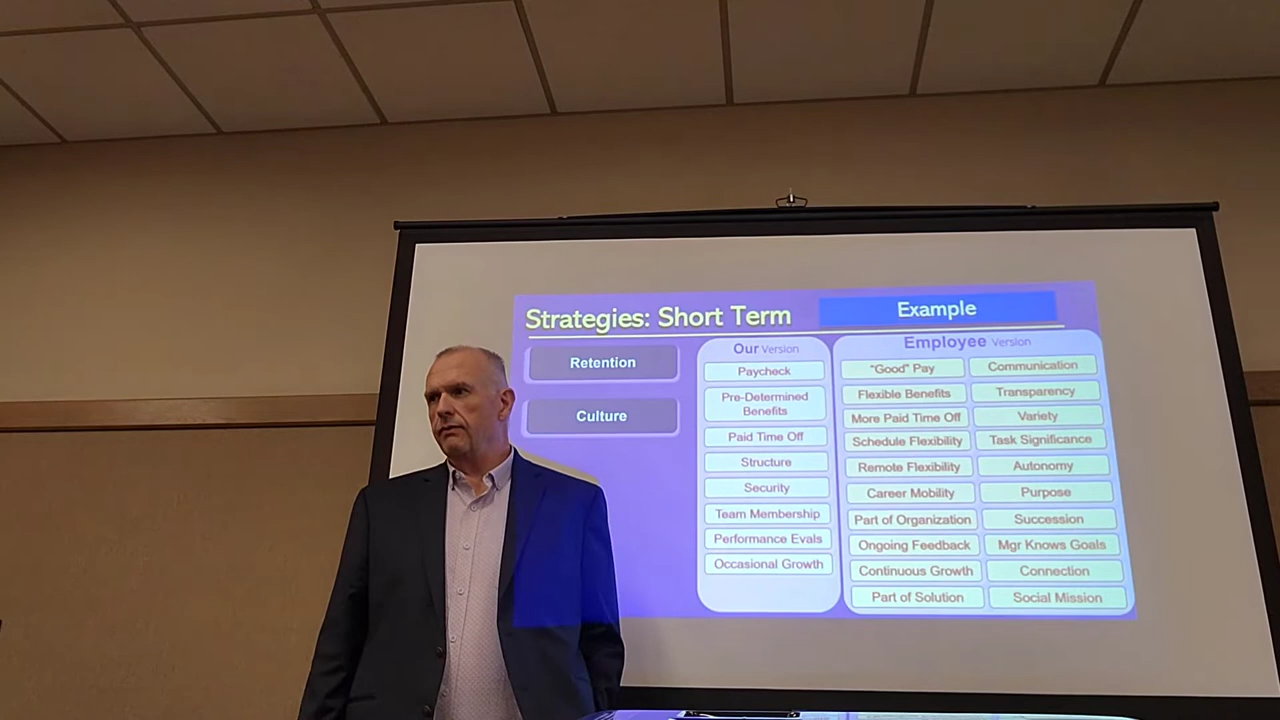 Strategies: Short Term
Example
Retention
Culture
Our Version
Paycheck
Pre-Determined
Benefits
Paid Time Off
Structure
Security
Team Membership
Performance Evals
Occasional Growth
Employee Version
"Good" Pay
Flexible Benefits
More Paid Time Off
Schedule Flexibility
Remote Flexibility
Career Mobility
Part of Organization
Ongoing Feedback
Continuous Growth
Part of Solution
Communication
Transparency
Variety
Task Significance
Autonomy
Purpose
Succession
Mgr Knows Goals
Connection
Social Mission